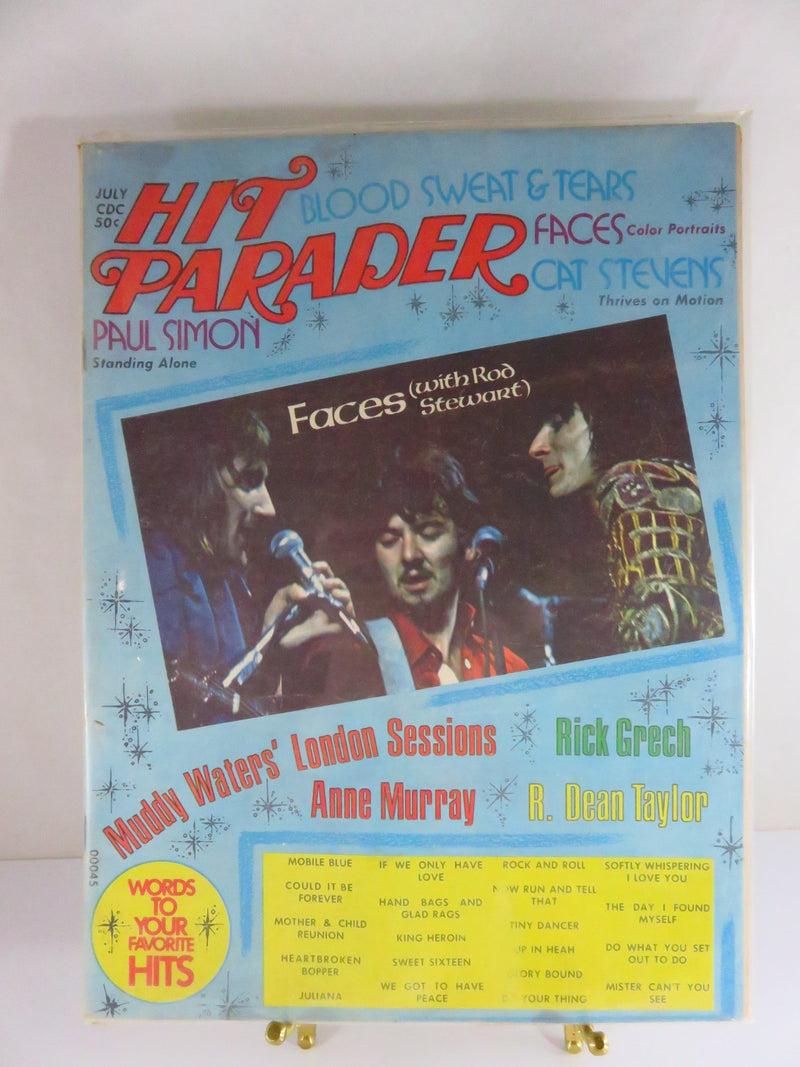 JULY
CDC
50¢
HIT
PARADER
BLOOD SWEAT & TEARS
FACES Color Portraits
CAT STEVENS
Thrives on Motion
PAUL SIMON
Standing Alone
Faces (with Rod
Stewart)
Muddy Waters' London Sessions
Rick Grech
Anne Murray
R. Dean Taylor
00045
WORDS
TO
YOUR
FAVORITE
HITS
MOBILE BLUE
COULD IT BE
FOREVER
MOTHER & CHILD
REUNION
HEARTBROKEN
BOPPER
JULIANA
IF WE ONLY HAVE
LOVE
HAND BAGS AND
GLAD RAGS
KING HEROIN
SWEET SIXTEEN
WE GOT TO HAVE
PEACE
ROCK AND ROLL
NOW RUN AND TELL
THAT
TINY DANCER
UP IN HEAH
GLORY BOUND
DO YOUR THING
SOFTLY WHISPERING
I LOVE YOU
THE DAY I FOUND
MYSELF
DO WHAT YOU SET
OUT TO DO
MISTER CAN'T YOU
SEE